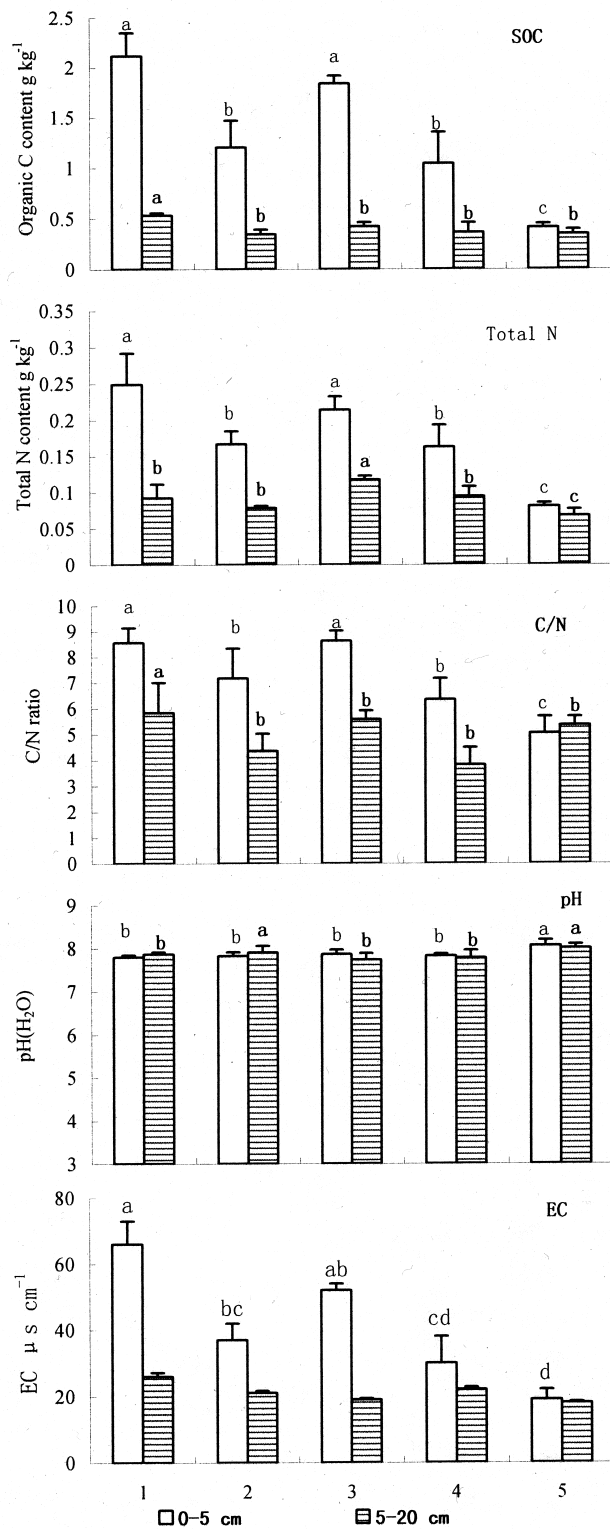 SOC
Organic C content g kg⁻¹
2.5
2
1.5
1
0.5
0
a
a
b
b
a
b
b
b
c
b
Total N
Total N content g kg⁻¹
0.35
0.3
0.25
0.2
0.15
0.1
0.05
0
a
b
b
b
a
a
b
b
c
c
C/N
C/N ratio
10
9
8
7
6
5
4
3
2
1
0
a
a
b
b
a
b
b
b
c
b
pH
pH(H₂O)
9
8
7
6
5
4
3
b
b
b
a
b
b
b
b
a
a
EC
EC μ s cm⁻¹
80
60
40
20
0
a
bc
ab
cd
d
1 2 3 4 5
0-5 cm 5-20 cm